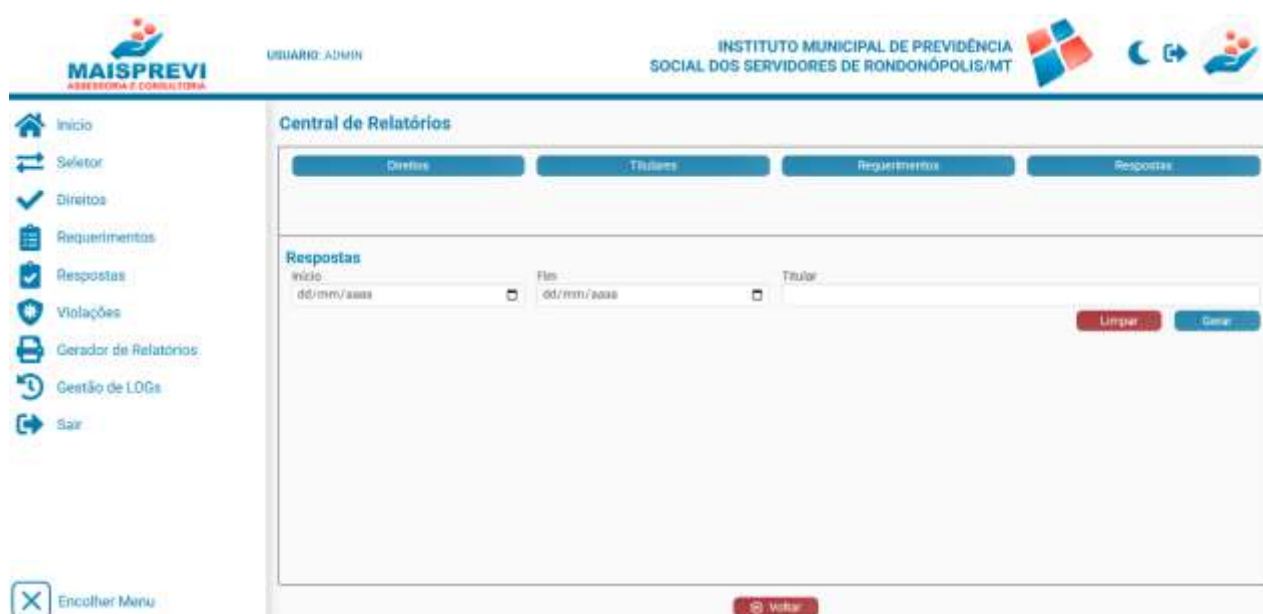 MAISPREVI
ASSESSORIA E CONSULTORIA
USUÁRIO: ADMIN
INSTITUTO MUNICIPAL DE PREVIDÊNCIA
SOCIAL DOS SERVIDORES DE RONDONÓPOLIS/MT
Início
Seletor
Direitos
Requerimentos
Respostas
Violações
Gerador de Relatórios
Gestão de LOGs
Sair
Encolher Menu
Central de Relatórios
Direitos Titulares Requerimentos Respostas
Respostas
Início Fim Titular
dd/mm/aaaa dd/mm/aaaa
Limpar Gerar
Voltar